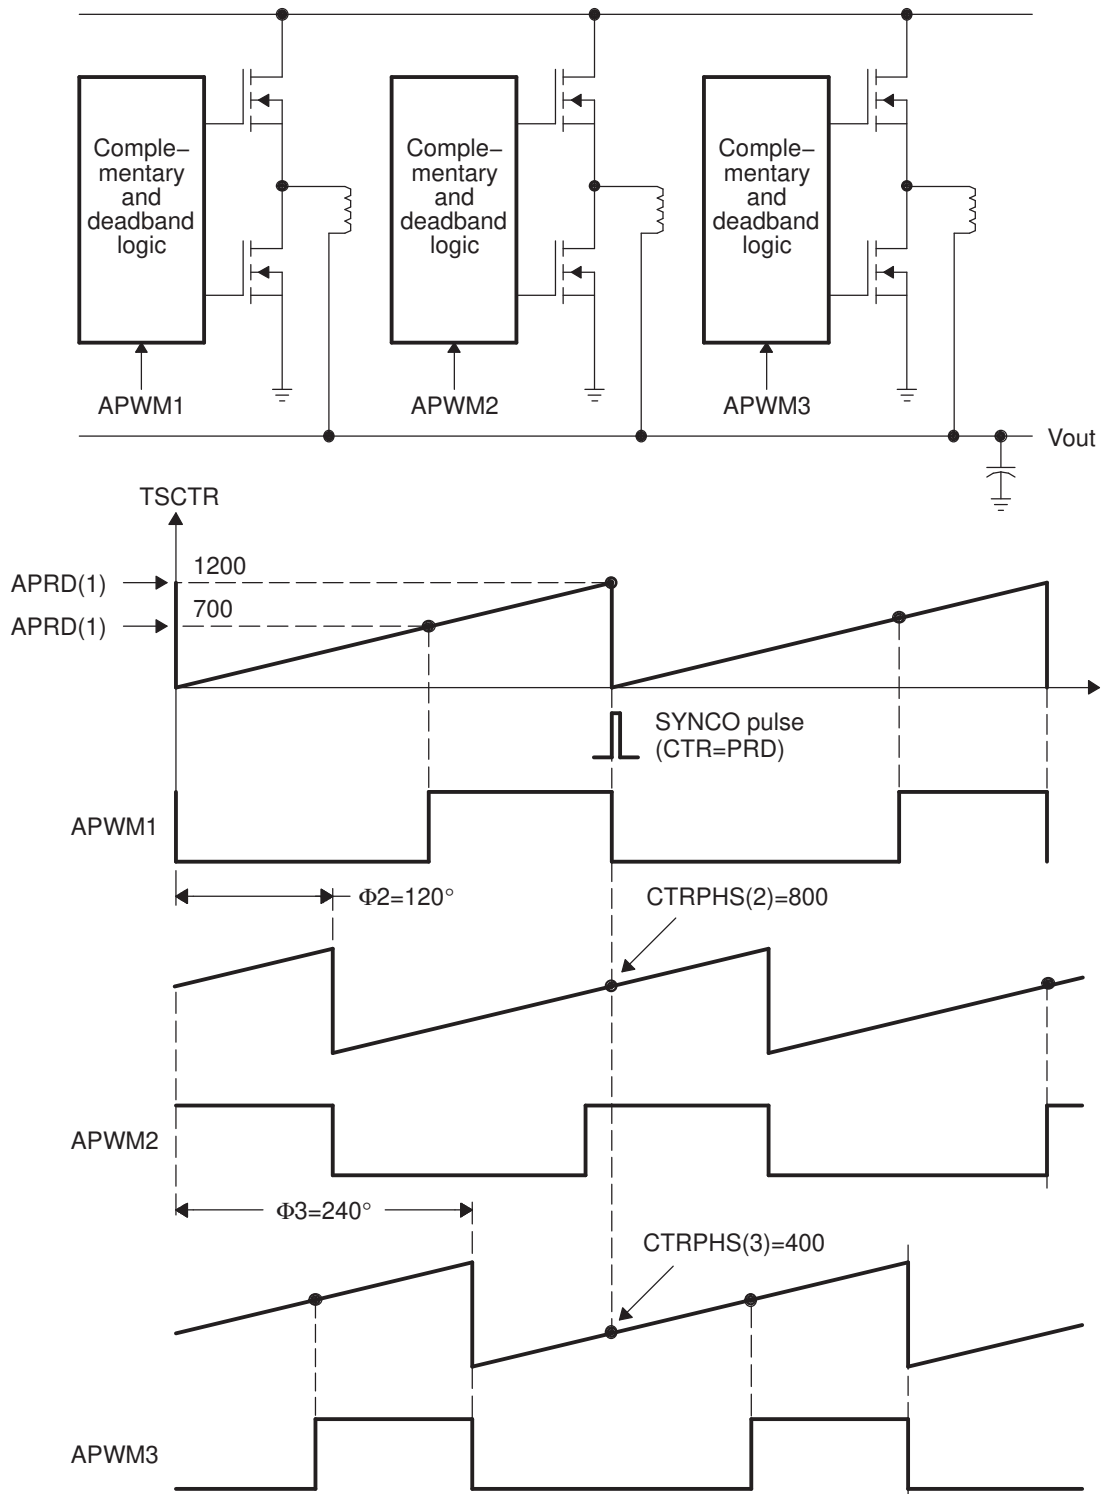 Comple–
mentary
and
deadband
logic
Comple–
mentary
and
deadband
logic
Comple–
mentary
and
deadband
logic
APWM1
APWM2
APWM3
Vout
TSCTR
APRD(1)
1200
APRD(1)
700
SYNCO pulse
(CTR=PRD)
APWM1
Φ2=120°
CTRPHS(2)=800
APWM2
Φ3=240°
CTRPHS(3)=400
APWM3